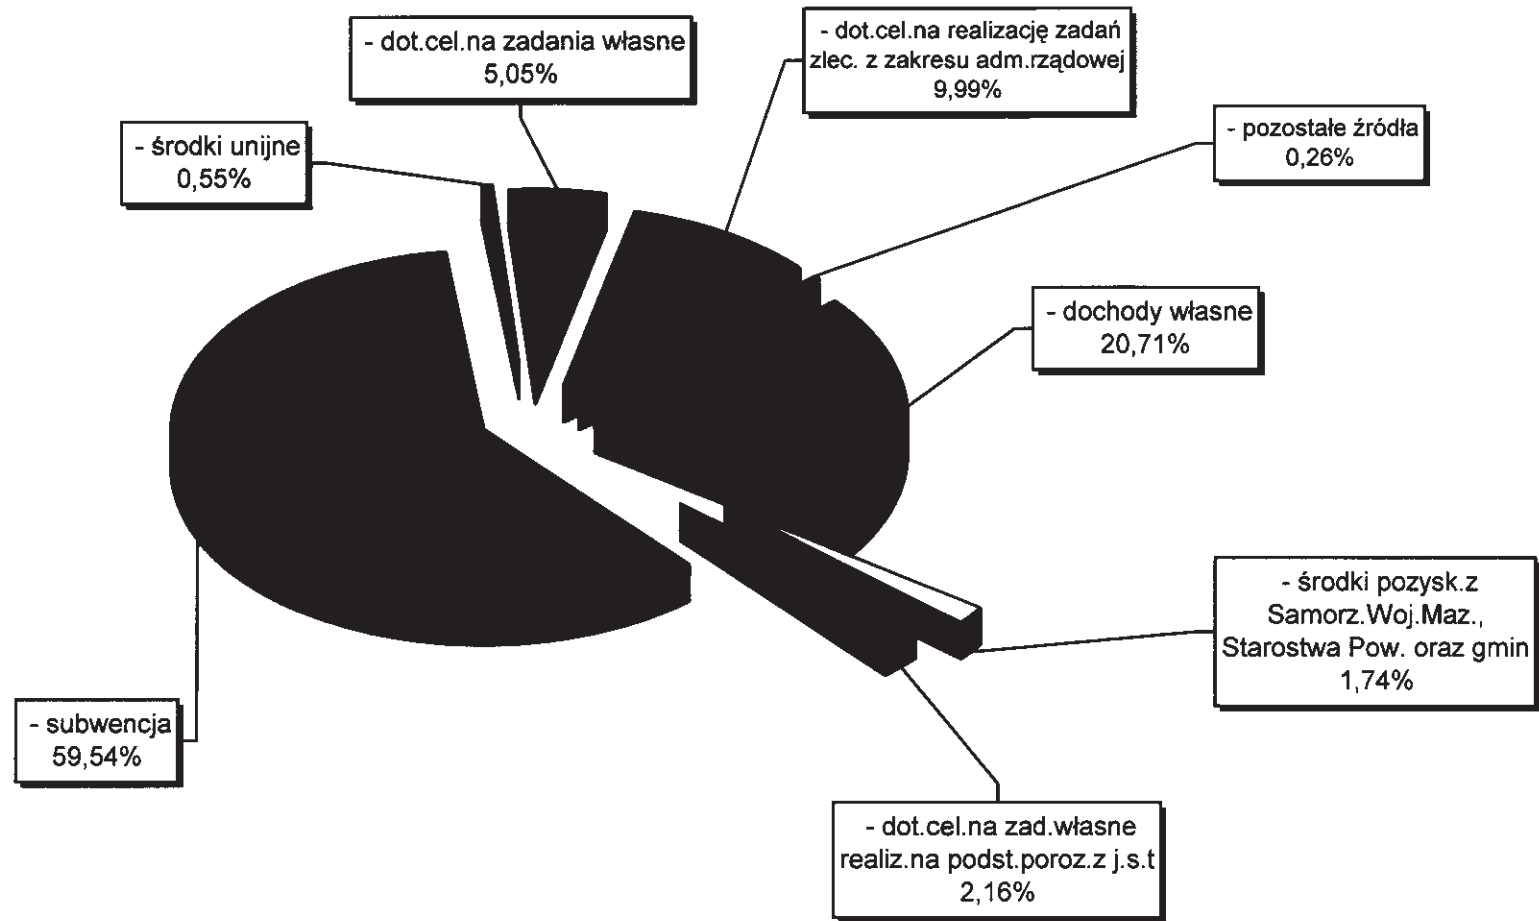 - dot.cel.na zadania własne
5,05%
- dot.cel.na realizację zadań
zlec. z zakresu adm.rządowej
9,99%
- pozostałe źródła
0,26%
- środki unijne
0,55%
- dochody własne
20,71%
- środki pozysk.z
Samorz.Woj.Maz.,
Starostwa Pow. oraz gmin
1,74%
- subwencja
59,54%
- dot.cel.na zad.własne
realiz.na podst.poroz.z j.s.t
2,16%